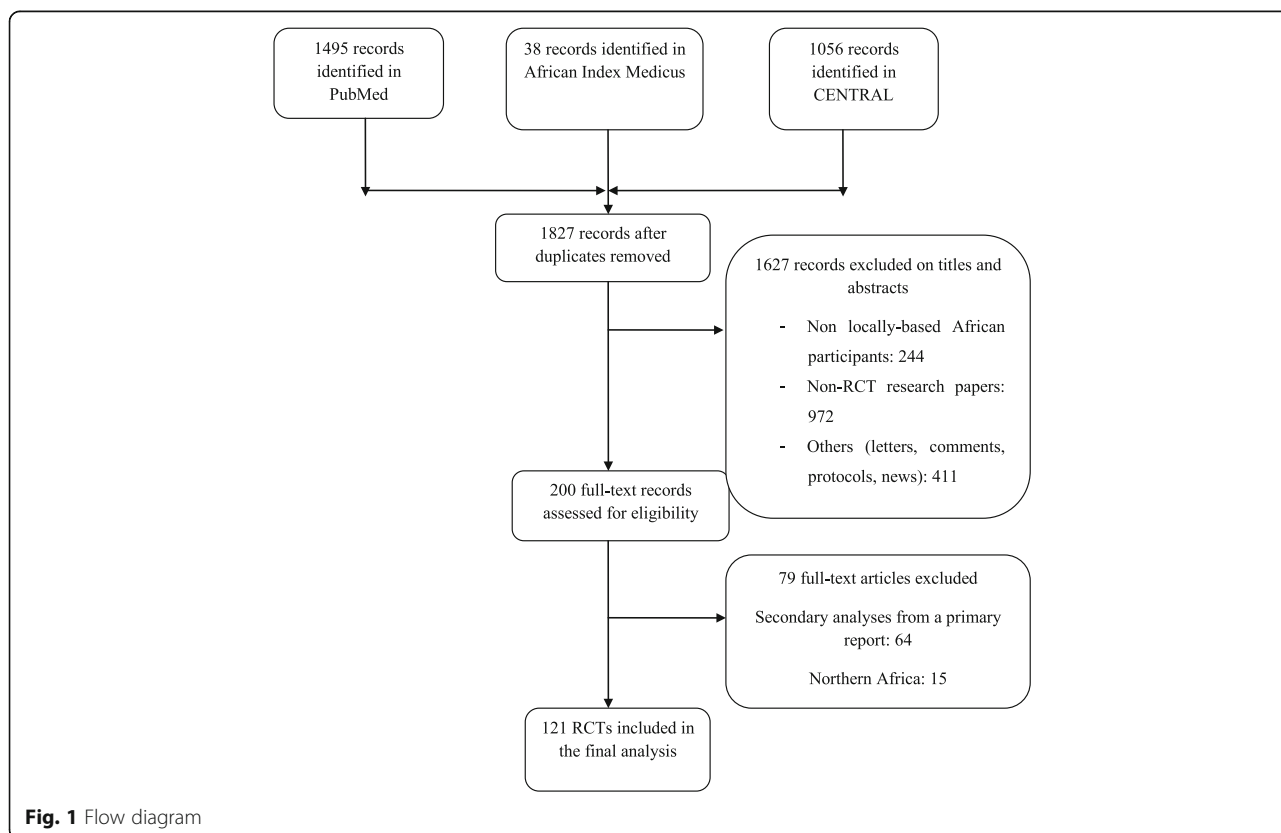 1495 records
identified in
PubMed
38 records identified in
African Index Medicus
1056 records
identified in
CENTRAL
1827 records after
duplicates removed
1627 records excluded on titles and
abstracts
- Non locally-based African
participants: 244
- Non-RCT research papers:
972
- Others (letters, comments,
protocols, news): 411
200 full-text records
assessed for eligibility
79 full-text articles excluded
Secondary analyses from a primary
report: 64
Northern Africa: 15
121 RCTs included in
the final analysis
Fig. 1 Flow diagram